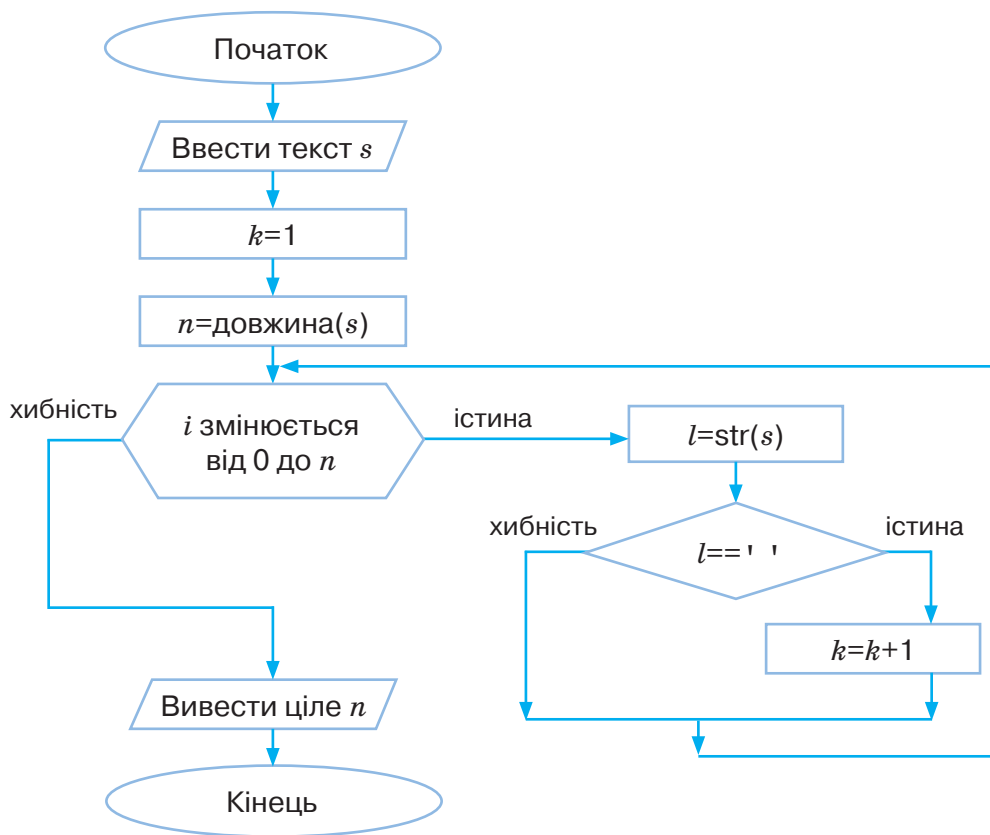 Початок
Ввести текст s
k=1
n=довжина(s)
хибність
i змінюється
від 0 до n
істина
l=str(s)
хибність
l==' '
істина
k=k+1
Вивести ціле n
Кінець